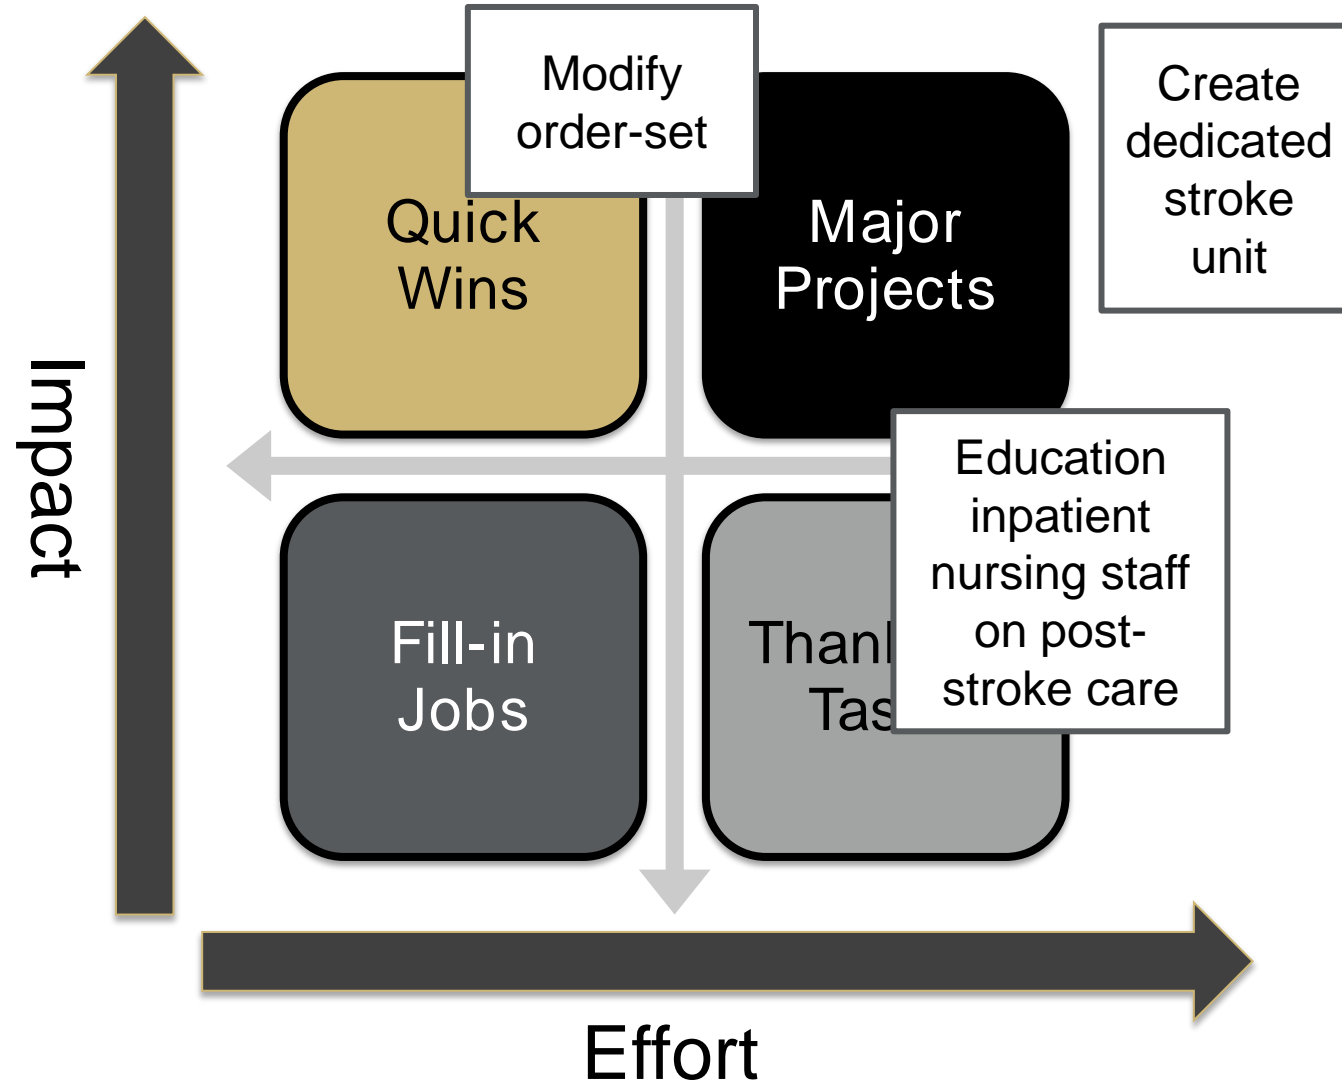 Modify
order-set
Create
dedicated
stroke
unit
Quick
Wins
Major
Projects
Impact
Education
inpatient
nursing staff
on post-
stroke care
Fill-in
Jobs
Effort